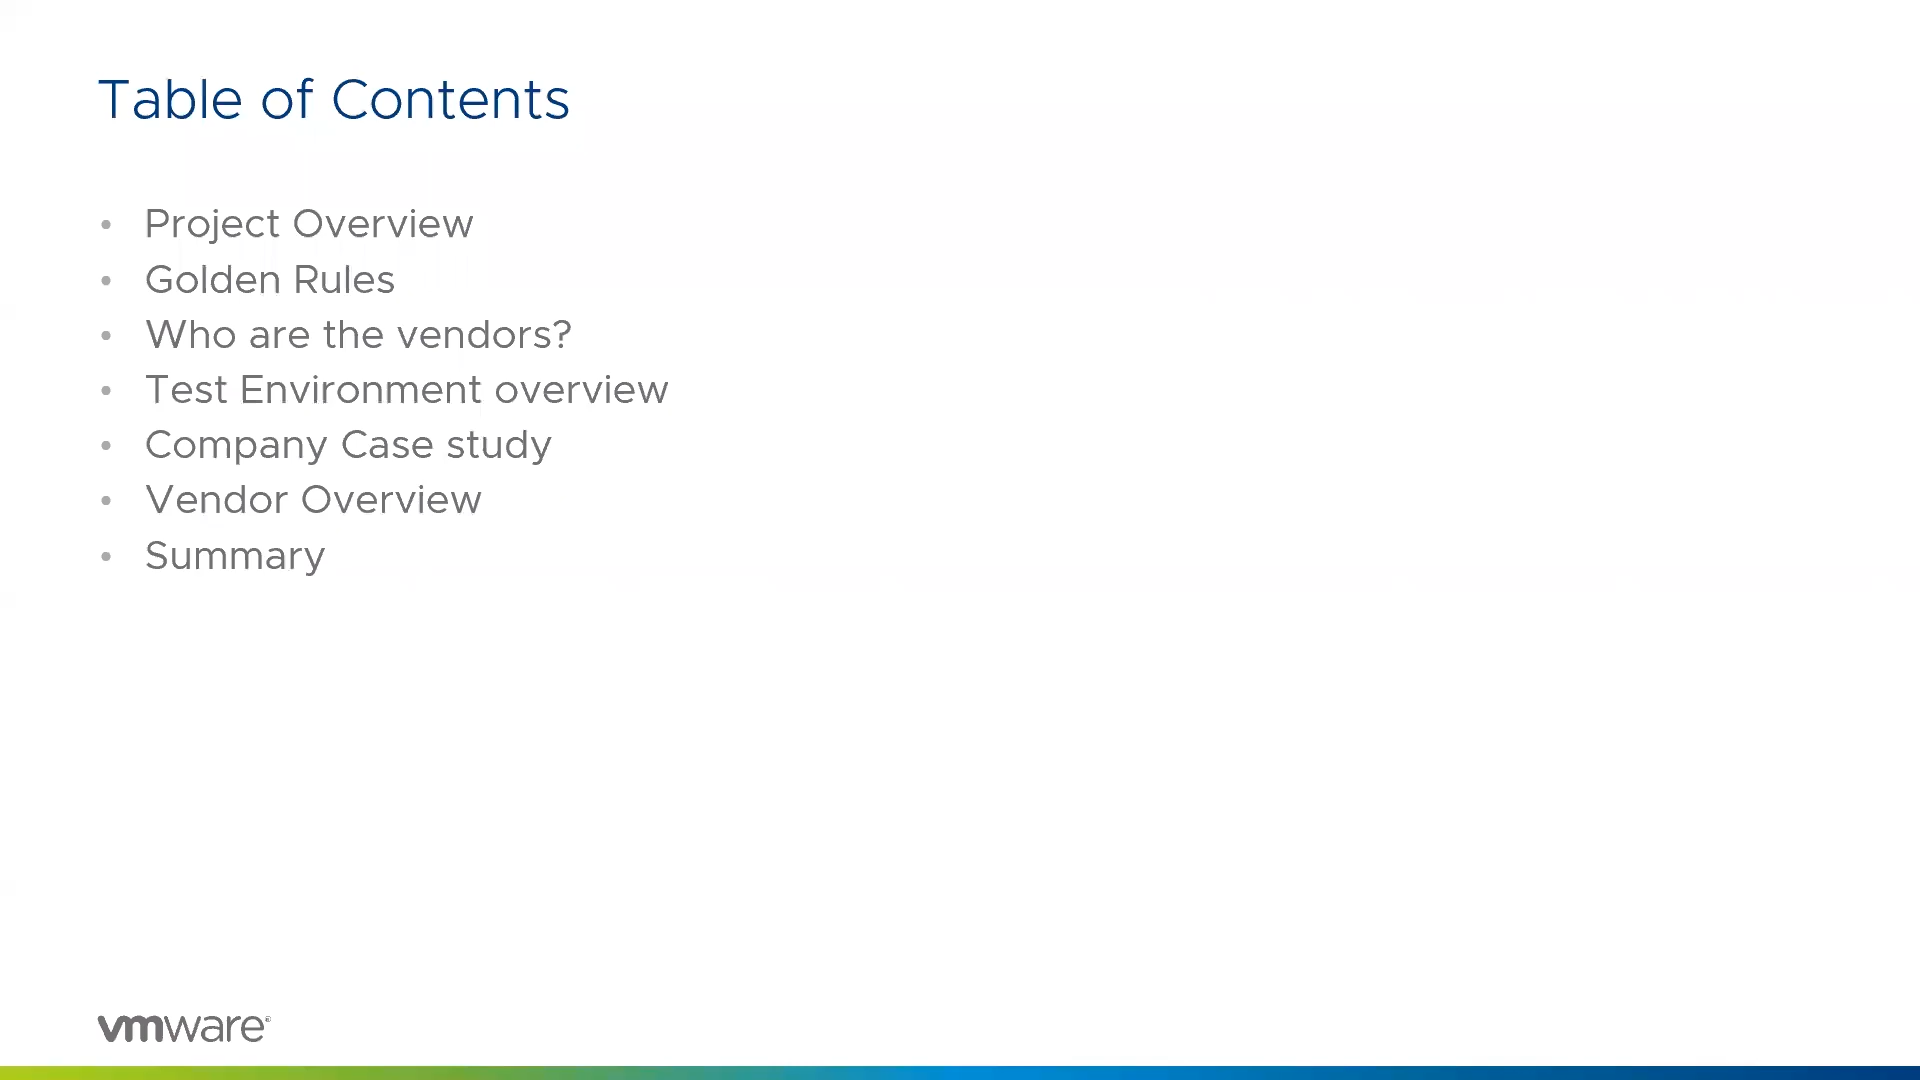 Table of Contents
• Project Overview
• Golden Rules
• Who are the vendors?
• Test Environment overview
• Company Case study
• Vendor Overview
• Summary
vmware®